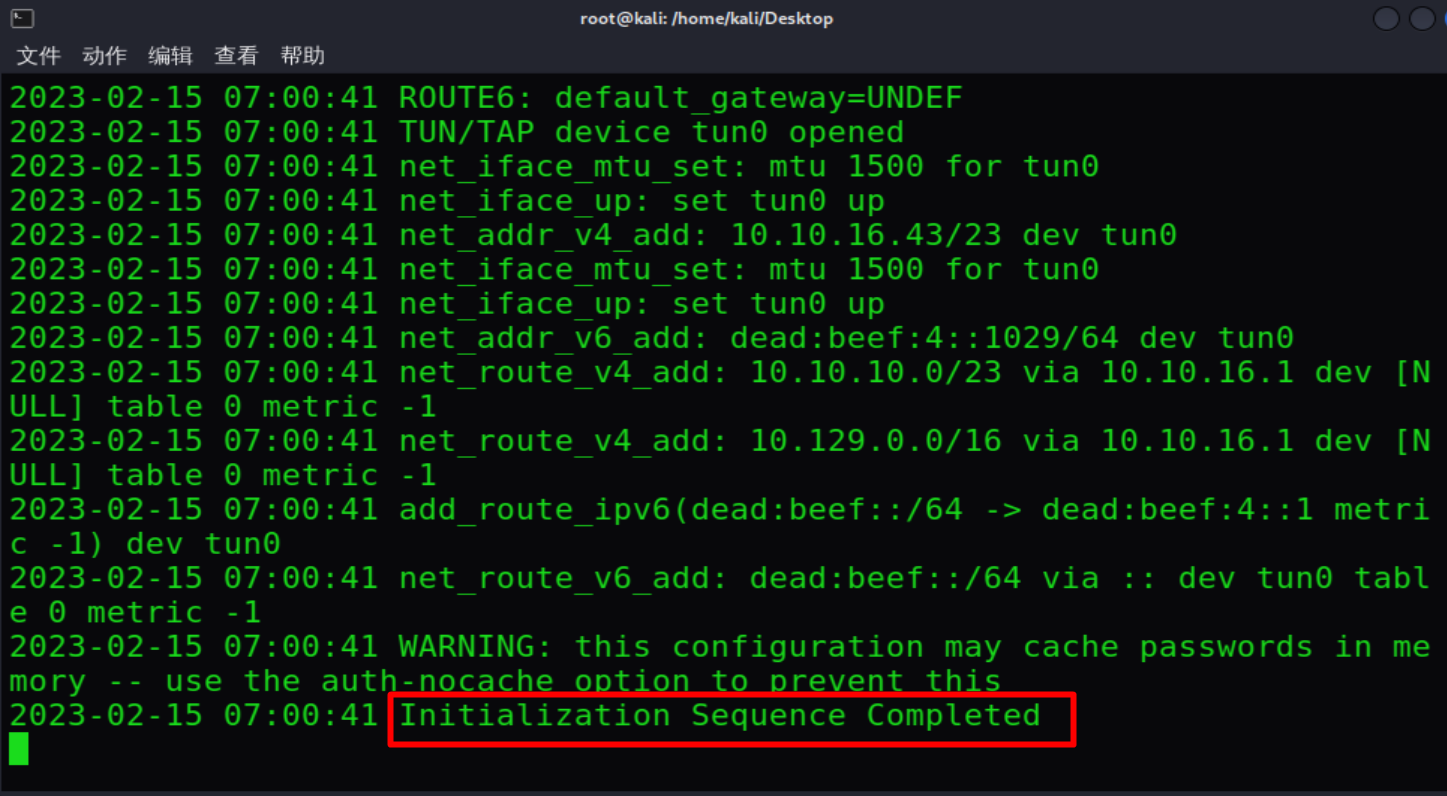 root@kali: /home/kali/Desktop
文件 动作 编辑 查看 帮助
2023-02-15 07:00:41 ROUTE6: default_gateway=UNDEF
2023-02-15 07:00:41 TUN/TAP device tun0 opened
2023-02-15 07:00:41 net_iface_mtu_set: mtu 1500 for tun0
2023-02-15 07:00:41 net_iface_up: set tun0 up
2023-02-15 07:00:41 net_addr_v4_add: 10.10.16.43/23 dev tun0
2023-02-15 07:00:41 net_iface_mtu_set: mtu 1500 for tun0
2023-02-15 07:00:41 net_iface_up: set tun0 up
2023-02-15 07:00:41 net_addr_v6_add: dead:beef:4::1029/64 dev tun0
2023-02-15 07:00:41 net_route_v4_add: 10.10.10.0/23 via 10.10.16.1 dev [N
ULL] table 0 metric -1
2023-02-15 07:00:41 net_route_v4_add: 10.129.0.0/16 via 10.10.16.1 dev [N
ULL] table 0 metric -1
2023-02-15 07:00:41 add_route_ipv6(dead:beef::/64 -> dead:beef:4::1 metri
c -1) dev tun0
2023-02-15 07:00:41 net_route_v6_add: dead:beef::/64 via :: dev tun0 tabl
e 0 metric -1
2023-02-15 07:00:41 WARNING: this configuration may cache passwords in me
mory -- use the auth-nocache option to prevent this
2023-02-15 07:00:41 Initialization Sequence Completed